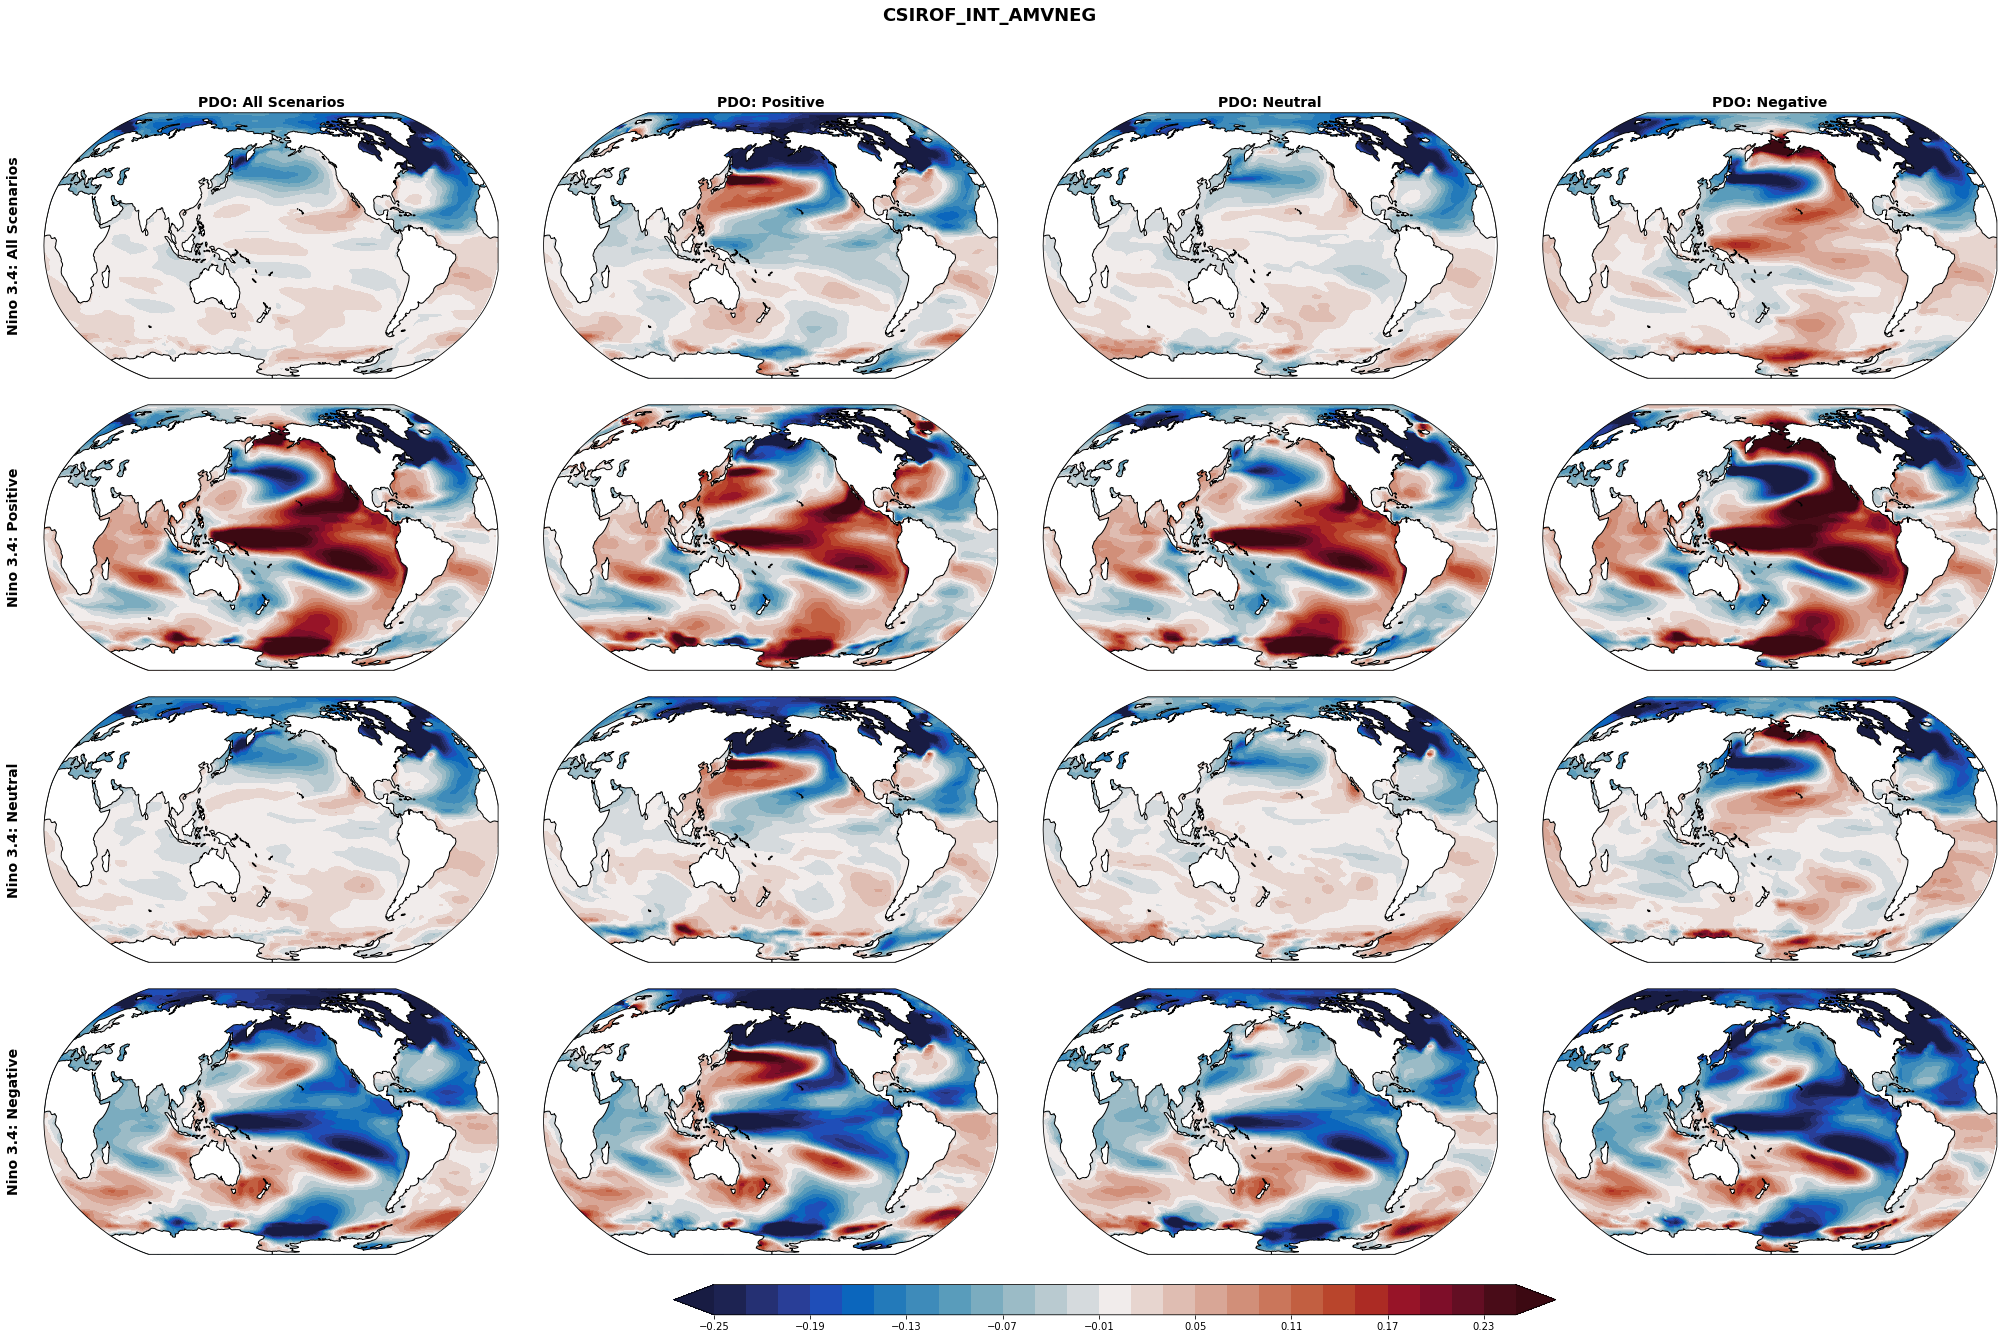 CSIROF_INT_AMVNEG
PDO: All Scenarios
PDO: Positive
PDO: Neutral
PDO: Negative
Nino 3.4: All Scenarios
Nino 3.4: Positive
Nino 3.4: Neutral
Nino 3.4: Negative
−0.25 −0.19 −0.13 −0.07 −0.01 0.05 0.11 0.17 0.23